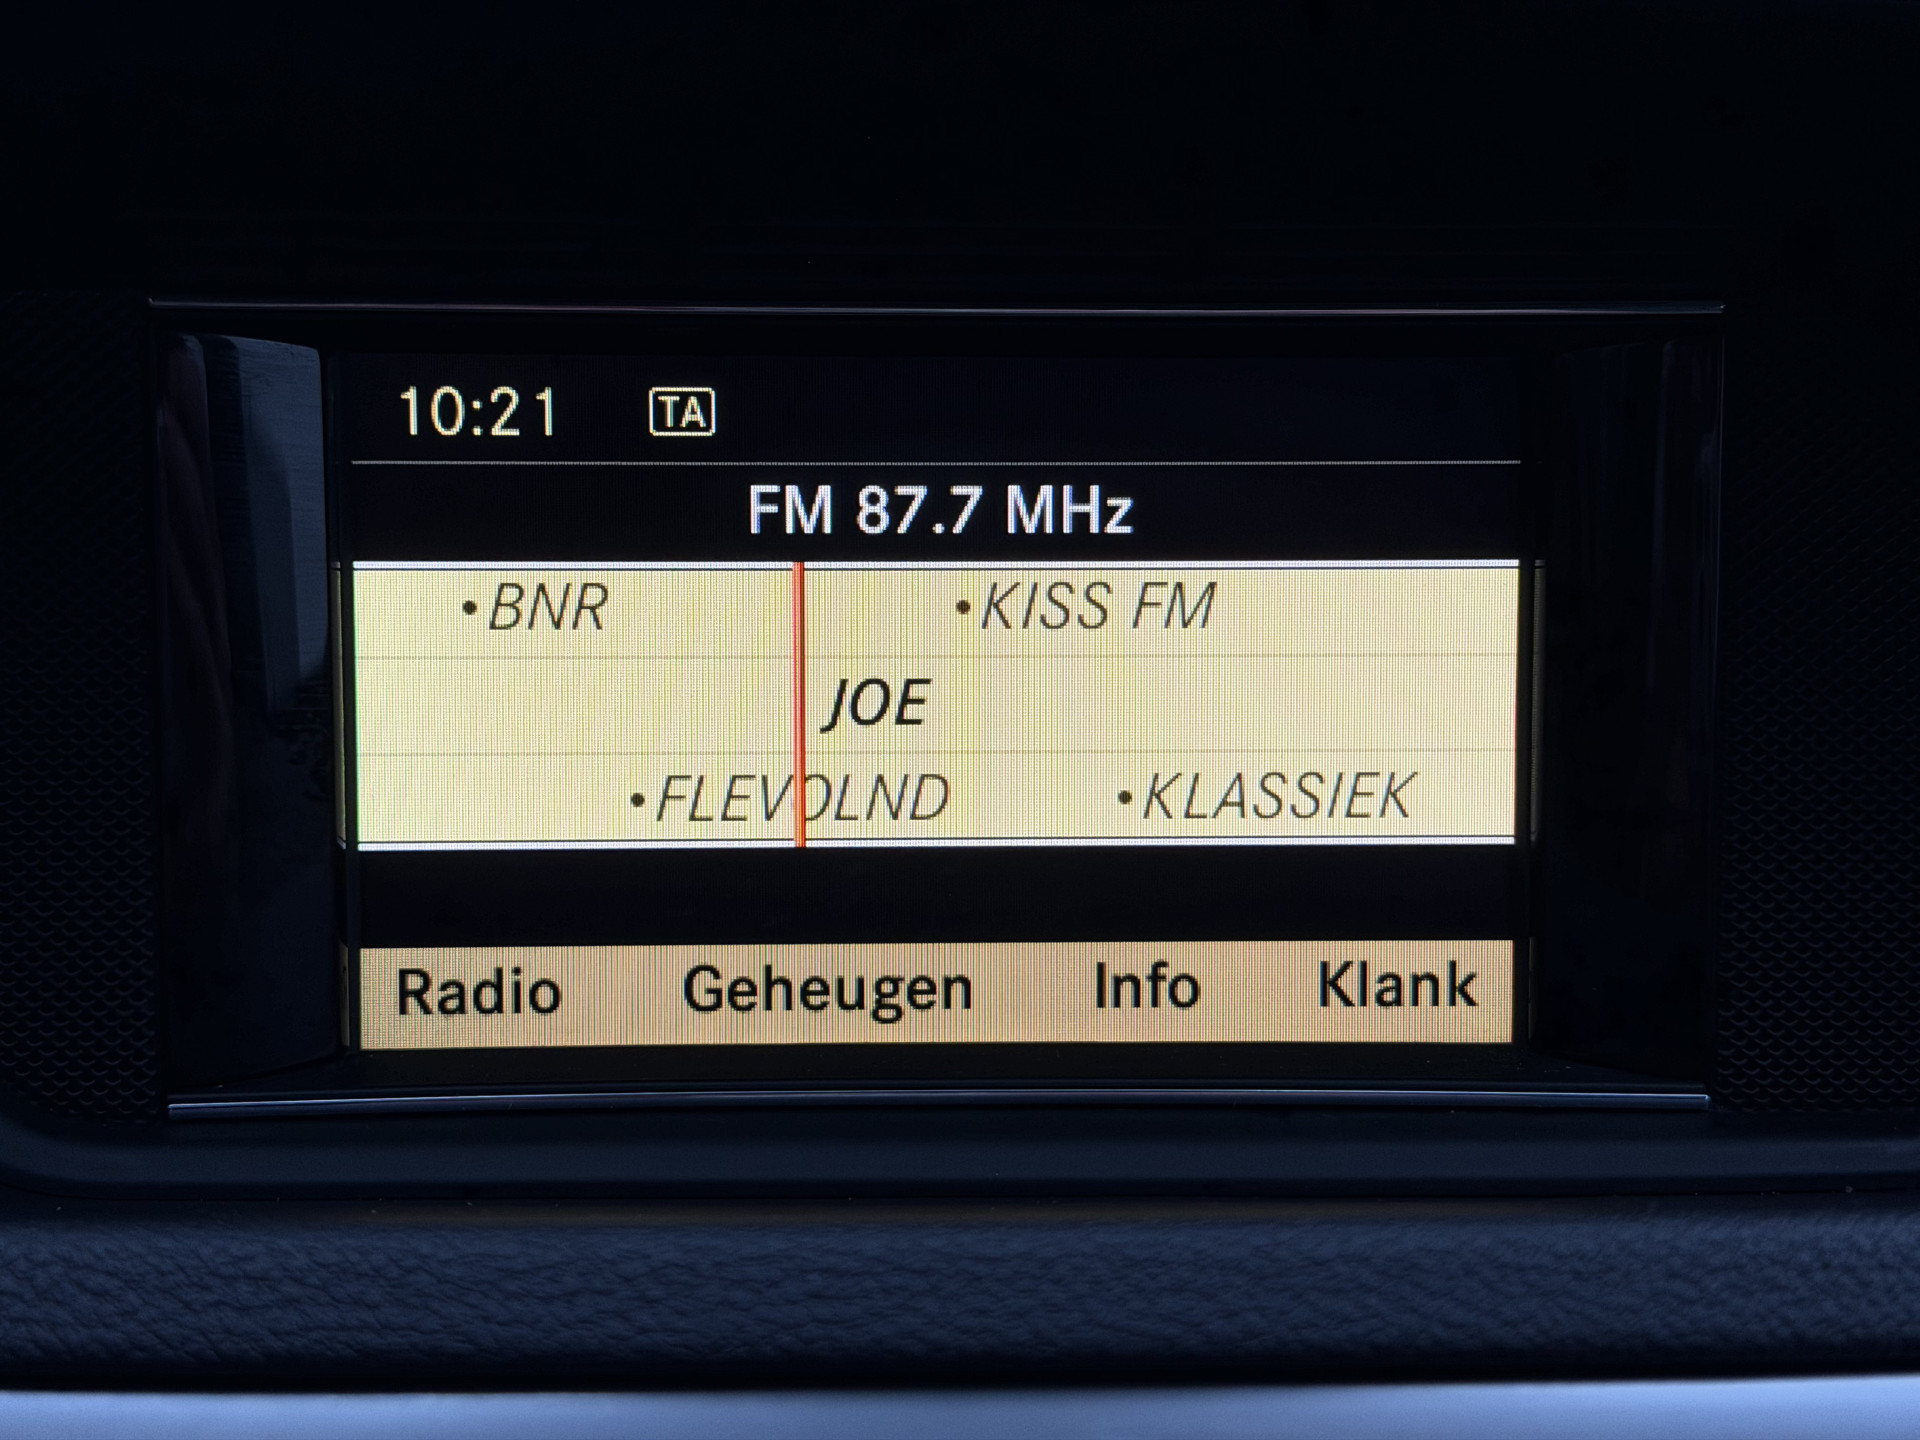 10:21 TA
FM 87.7 MHz
•BNR •KISS FM
JOE
•FLEVOLND •KLASSIEK
Radio Geheugen Info Klank